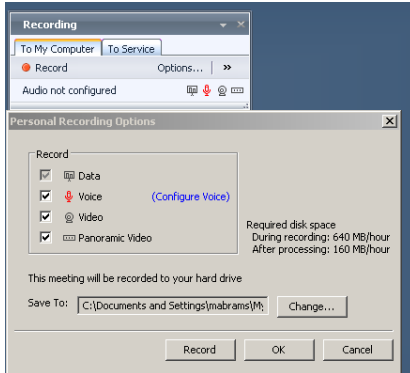 Recording
To My Computer To Service
Record Options... »
Audio not configured
Personal Recording Options
Record
Data
Voice (Configure Voice)
Video
Panoramic Video
Required disk space
During recording: 640 MB/hour
After processing: 160 MB/hour
This meeting will be recorded to your hard drive
Save To: C:\Documents and Settings\mabrams\My Change...
Record OK Cancel